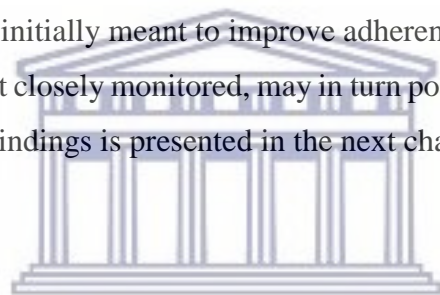 initially meant to improve adheren
t closely monitored, may in turn po
indings is presented in the next cha